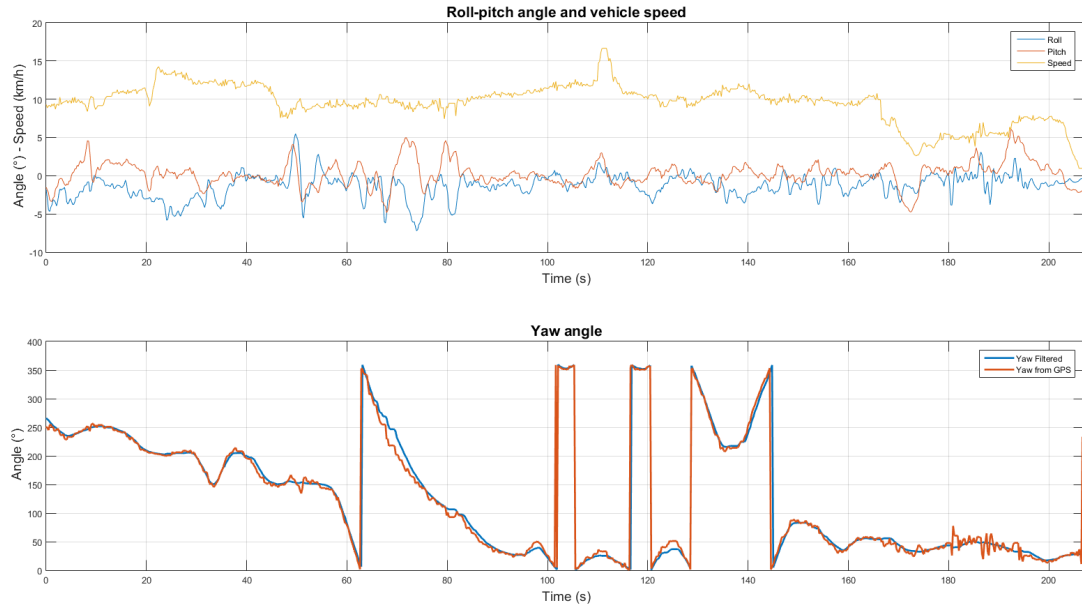 Roll-pitch angle and vehicle speed
Angle (°) - Speed (km/h)
20
15
10
5
0
-5
-10
Roll
Pitch
Speed
0 20 40 60 80 100 120 140 160 180 200
Time (s)
Yaw angle
Angle (°)
400
350
300
250
200
150
100
50
0
Yaw Filtered
Yaw from GPS
0 20 40 60 80 100 120 140 160 180 200
Time (s)